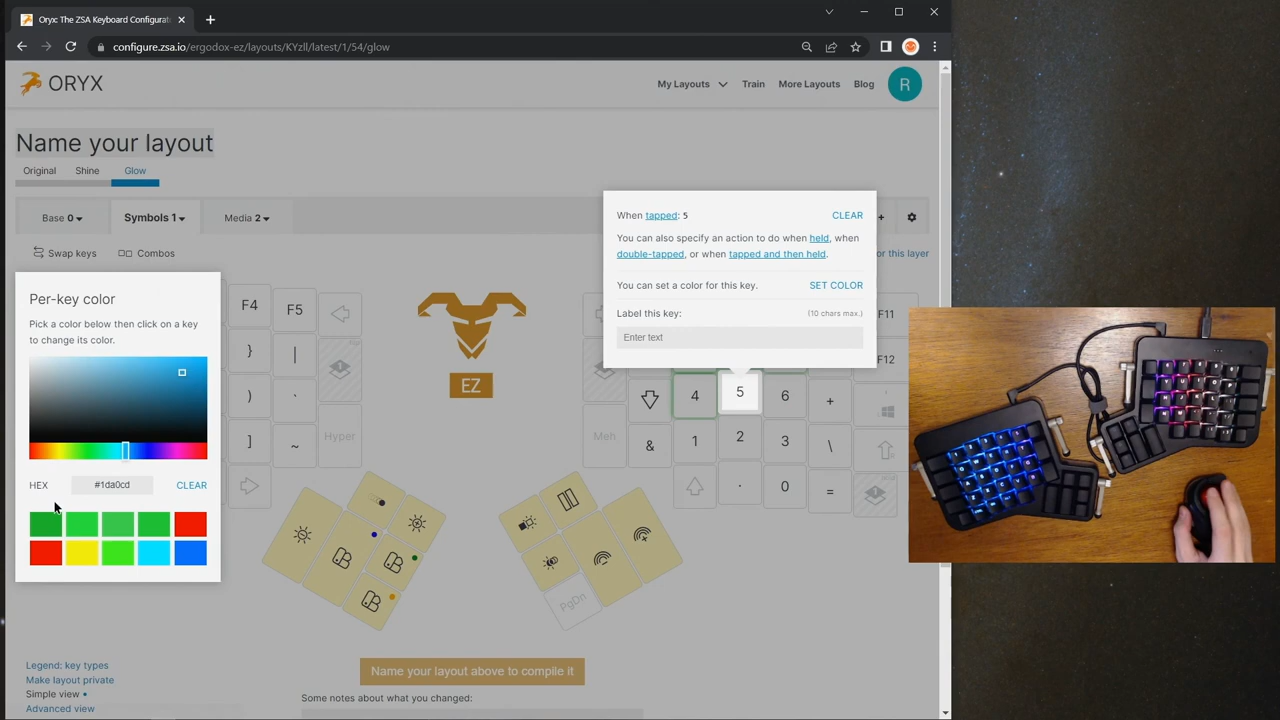 Oryx: The ZSA Keyboard Configurat
configure.zsa.io/ergodox-ez/layouts/KYzll/latest/1/54/glow
ORYX
My Layouts
Train
More Layouts
Blog
R
Name your layout
Original
Shine
Glow
Base 0
Symbols 1
Media 2
+
Swap keys
Combos
or this layer
Per-key color
Pick a color below then click on a key
to change its color.
HEX
#1da0cd
CLEAR
When tapped: 5
CLEAR
You can also specify an action to do when held, when
double-tapped, or when tapped and then held.
You can set a color for this key.
SET COLOR
Label this key:
(10 chars max.)
Enter text
F4
F5
F11
}
|
F12
)
`
4
5
6
+
]
~
Hyper
Meh
&
1
2
3
.
0
=
EZ
PgDn
Name your layout above to compile it
Legend: key types
Make layout private
Simple view •
Advanced view
Some notes about what you changed: